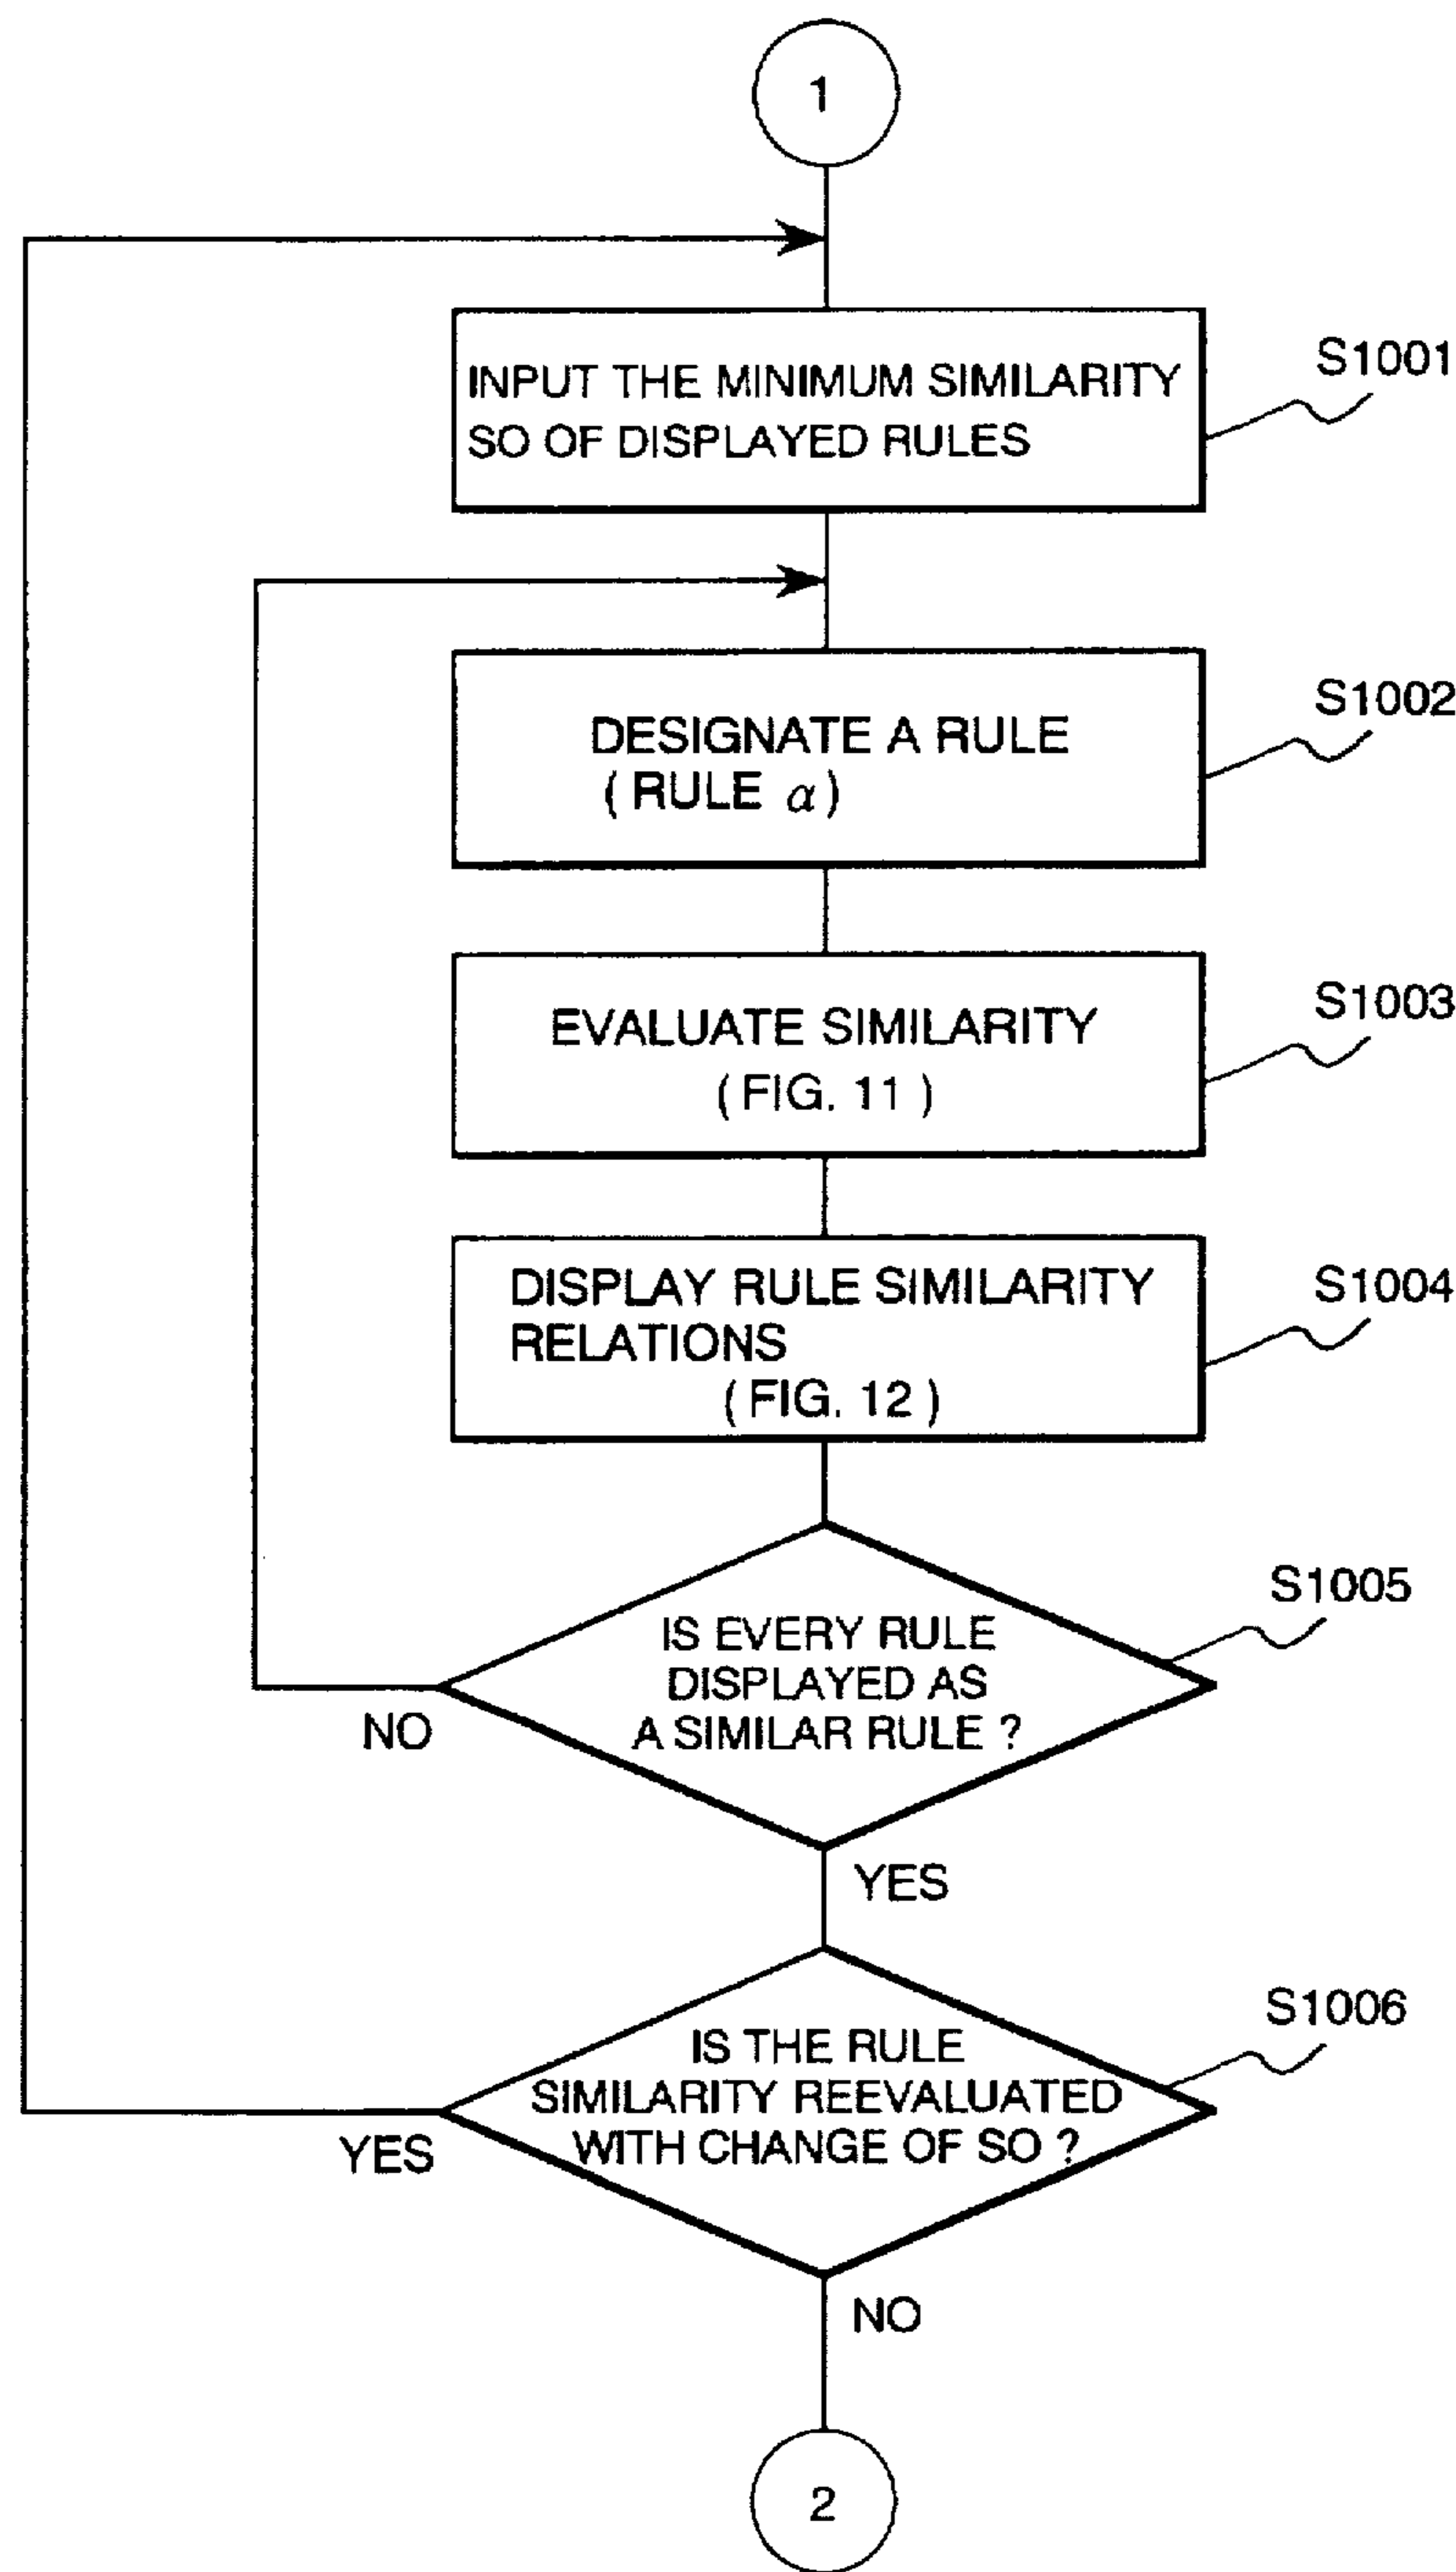 1
INPUT THE MINIMUM SIMILARITY
SO OF DISPLAYED RULES
S1001
DESIGNATE A RULE
( RULE α )
S1002
EVALUATE SIMILARITY
( FIG. 11 )
S1003
DISPLAY RULE SIMILARITY
RELATIONS
( FIG. 12 )
S1004
IS EVERY RULE
DISPLAYED AS
A SIMILAR RULE ?
S1005
NO
YES
IS THE RULE
SIMILARITY REEVALUATED
WITH CHANGE OF SO ?
S1006
YES
NO
2